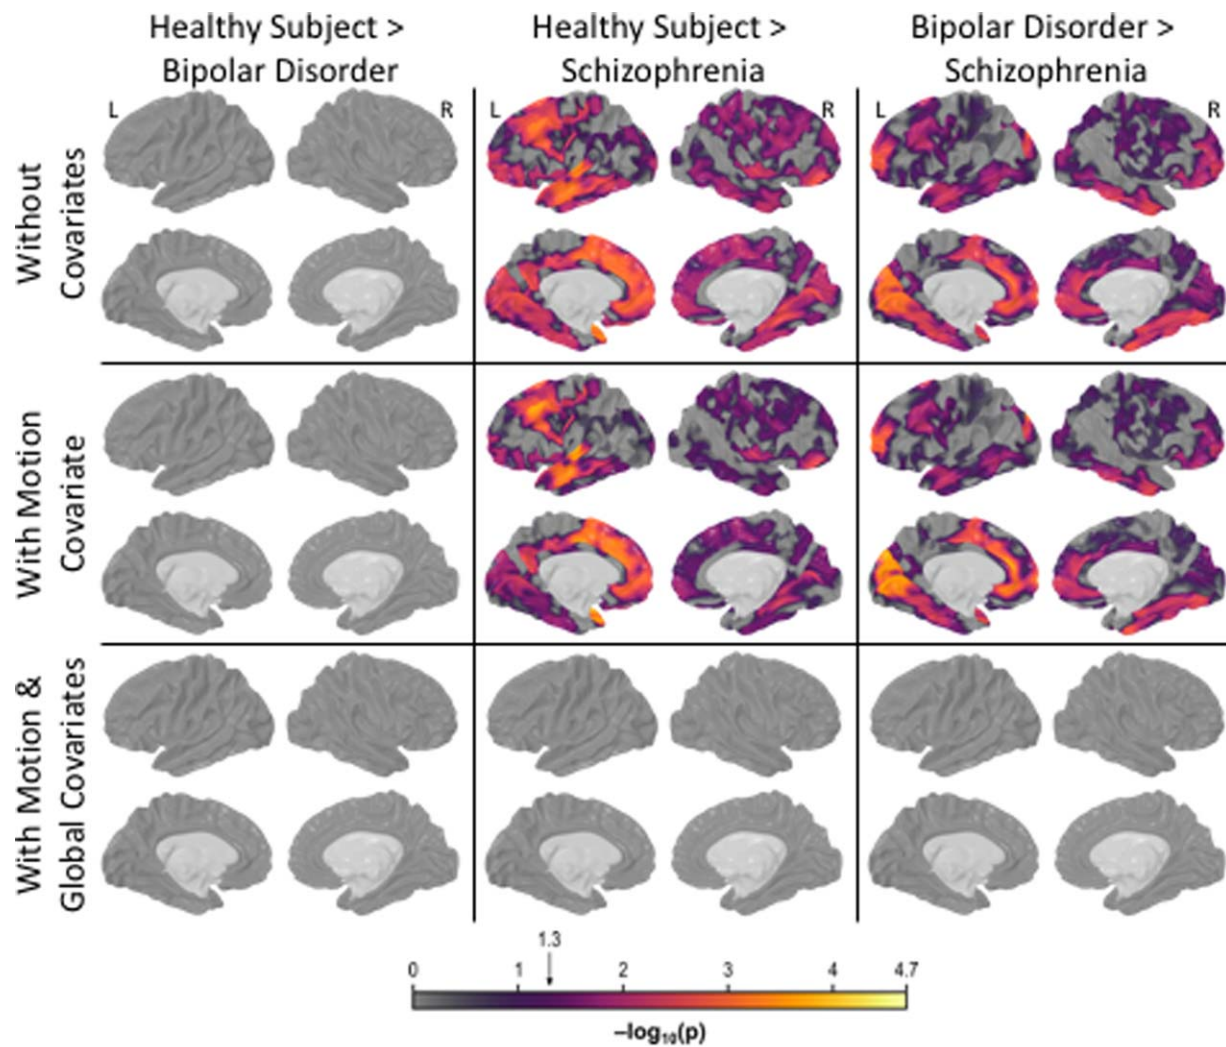 Healthy Subject >
Bipolar Disorder
Healthy Subject >
Schizophrenia
Bipolar Disorder >
Schizophrenia
L R
L R
L R
Without
Covariates
With Motion
Covariate
With Motion &
Global Covariates
1.3
0 1 2 3 4 4.7
−log₁₀(p)